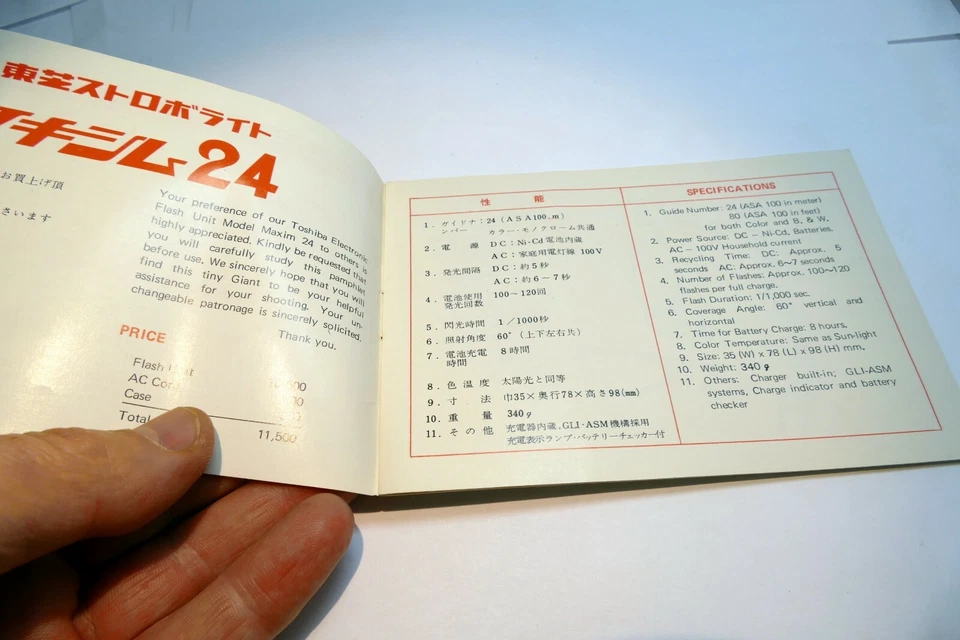 東芝ストロボライト
マキシム24
お買上げ頂
さいます
Your preference of our Toshiba Electronic
Flash Unit Model Maxim 24 to others is
highly appreciated. Kindly be requested that
you will carefully study this pamphlet
before use. We sincerely hope that you will
find this tiny Giant to be your helpful
assistance for your shooting. Your un-
changeable patronage is sincerely solicited.
Thank you.
PRICE
Flash
AC
Case
11,500
性 能
1. ガイドナンバー : 24 (ASA100.m)
カラー・モノクローム共通
2. 電 源 DC : Ni-Cd電池内蔵
AC : 家庭用電灯線 100V
3. 発光間隔 DC : 約5秒
AC : 約6~7秒
4. 電池使用発光回数 100~120回
5. 閃光時間 1/1000秒
6. 照射角度 60°(上下左右共)
7. 電池充電時間 8時間
8. 色温度 太陽光と同等
9. 寸 法 巾35×奥行78×高さ98(mm)
10. 重 量 340g
11. その他 充電器内蔵、GLI・ASM機構採用
充電表示ランプ・バッテリーチェッカー付
SPECIFICATIONS
1. Guide Number: 24 (ASA 100 in meter)
80 (ASA 100 in feet)
for both Color and B. & W.
2. Power Source: DC – Ni-Cd, Batteries,
AC – 100V Household current
3. Recycling Time: DC: Approx. 5
seconds AC: Approx. 6~7 seconds
4. Number of Flashes: Approx. 100~120
flashes per full charge.
5. Flash Duration: 1/1,000 sec.
6. Coverage Angle: 60° vertical and
horizontal
7. Time for Battery Charge: 8 hours.
8. Color Temperature: Same as Sun-light
9. Size: 35 (W) x 78 (L) x 98 (H) mm.
10. Weight: 340 g
11. Others: Charger built-in; GLI-ASM
systems, Charge indicator and battery
checker